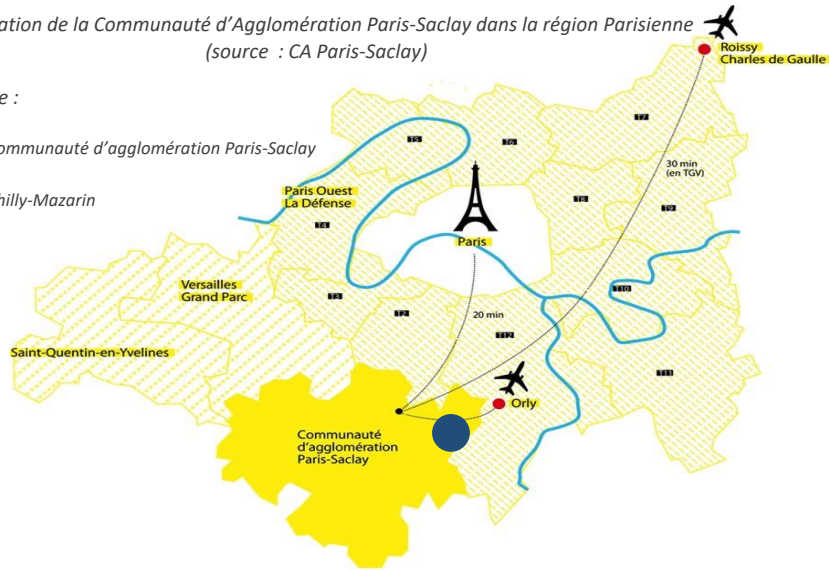 ation de la Communauté d’Agglomération Paris-Saclay dans la région Parisienne
(source : CA Paris-Saclay)
Roissy
Charles de Gaulle
e :
ommunauté d’agglomération Paris-Saclay
hilly-Mazarin
T5
T6
T7
30 min
(en TGV)
Paris Ouest
La Défense
T4
T8
T9
Paris
Versailles
Grand Parc
T3
T2
20 min
T12
T10
Saint-Quentin-en-Yvelines
T11
Orly
Communauté
d’agglomération
Paris-Saclay